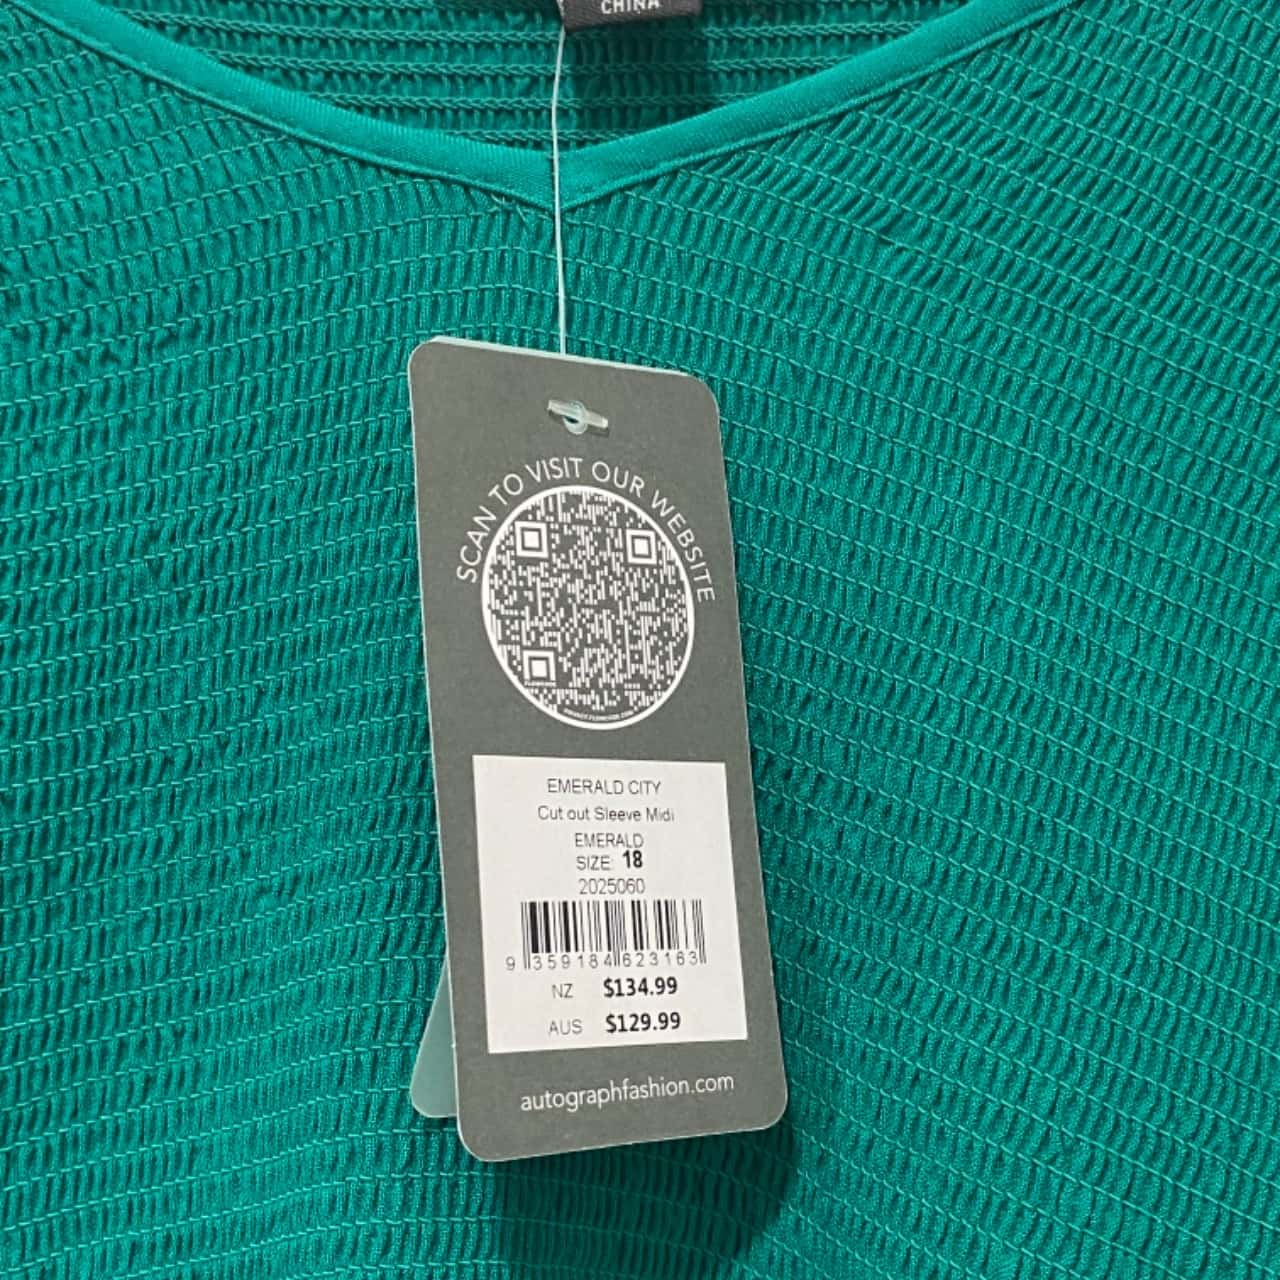 CHINA
SCAN TO VISIT OUR WEBSITE
EMERALD CITY
Cut out Sleeve Midi
EMERALD
SIZE: 18
2025060
9 359184 623163
NZ $134.99
AUS $129.99
autographfashion.com